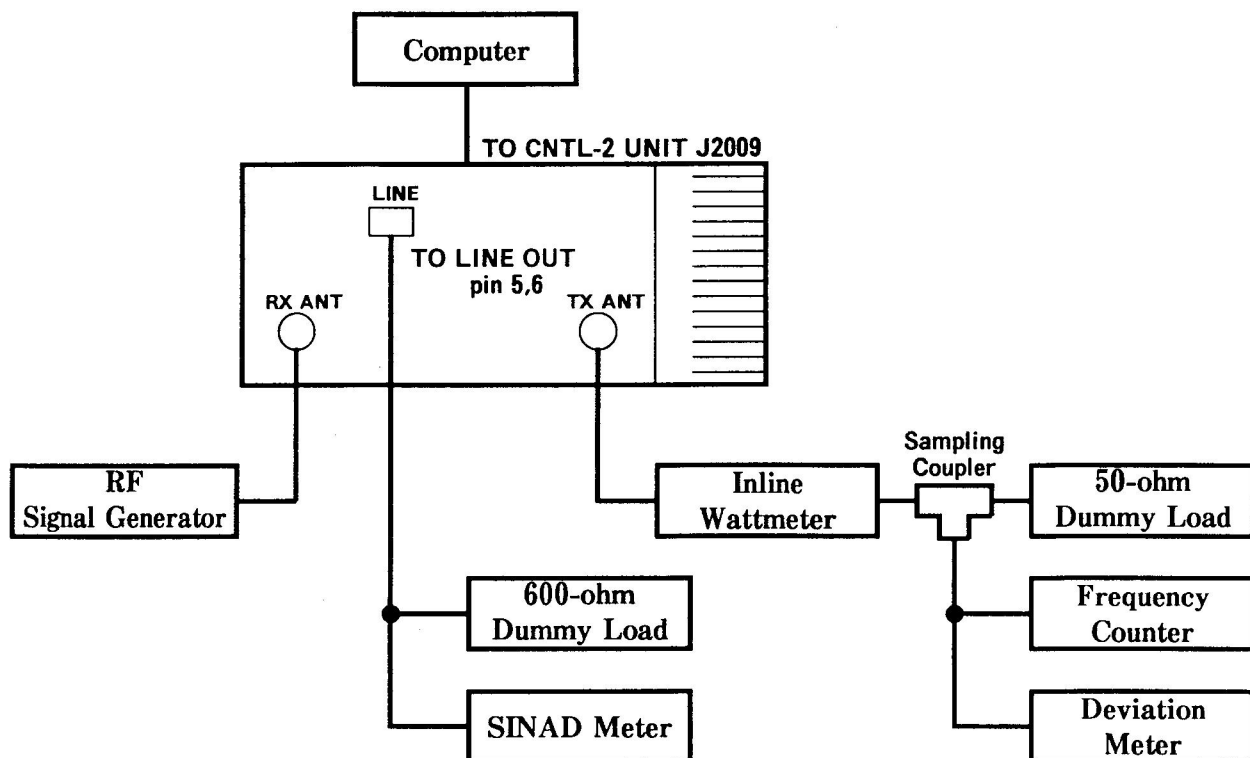 Computer
TO CNTL-2 UNIT J2009
LINE
TO LINE OUT
pin 5,6
RX ANT
TX ANT
RF
Signal Generator
Inline
Wattmeter
Sampling
Coupler
50-ohm
Dummy Load
600-ohm
Dummy Load
Frequency
Counter
SINAD Meter
Deviation
Meter